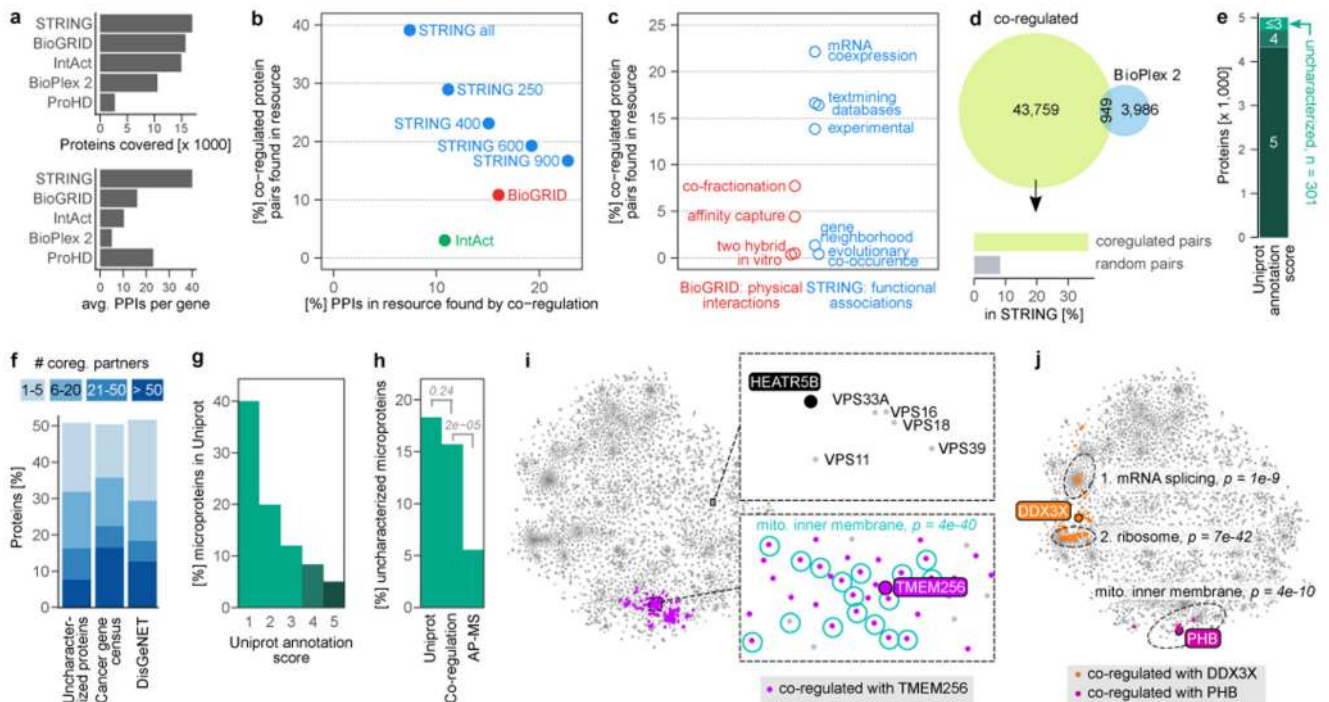 a
STRING
BioGRID
IntAct
BioPlex 2
ProHD
0 5 10 15
Proteins covered [x 1000]
STRING
BioGRID
IntAct
BioPlex 2
ProHD
0 10 20 30 40
avg. PPIs per gene
b
[%] co-regulated protein
pairs found in resource
40
30
20
10
0
STRING all
STRING 250
STRING 400
STRING 600
STRING 900
BioGRID
IntAct
0 10 20
[%] PPIs in resource found by co-regulation
c
[%] co-regulated protein
pairs found in resource
25
20
15
10
5
0
mRNA
coexpression
textmining
databases
experimental
co-fractionation
affinity capture
two hybrid
in vitro
gene
neighborhood
evolutionary
co-occurence
BioGRID: physical
interactions
STRING: functional
associations
d
co-regulated
BioPlex 2
43,759
949
3,986
coregulated pairs
random pairs
0 10 20 30
in STRING [%]
e
Proteins [x 1,000]
5
4
3
2
1
0
≤3
4
5
uncharacterized, n = 301
Uniprot
annotation
score
f
# coreg. partners
1-5 6-20 21-50 > 50
Proteins [%]
50
40
30
20
10
0
Uncharacter-
ized proteins
Cancer gene
census
DisGeNET
g
[%] microproteins in Uniprot
40
30
20
10
0
1 2 3 4 5
Uniprot annotation
score
h
[%] uncharacterized microproteins
20
15
10
5
0
0.24
2e-05
Uniprot
Co-regulation
AP-MS
i
HEATR5B
VPS33A
VPS16
VPS18
VPS39
VPS11
mito. inner membrane, p = 4e-40
TMEM256
co-regulated with TMEM256
j
1. mRNA splicing, p = 1e-9
DDX3X
2. ribosome, p = 7e-42
mito. inner membrane, p = 4e-10
PHB
co-regulated with DDX3X
co-regulated with PHB